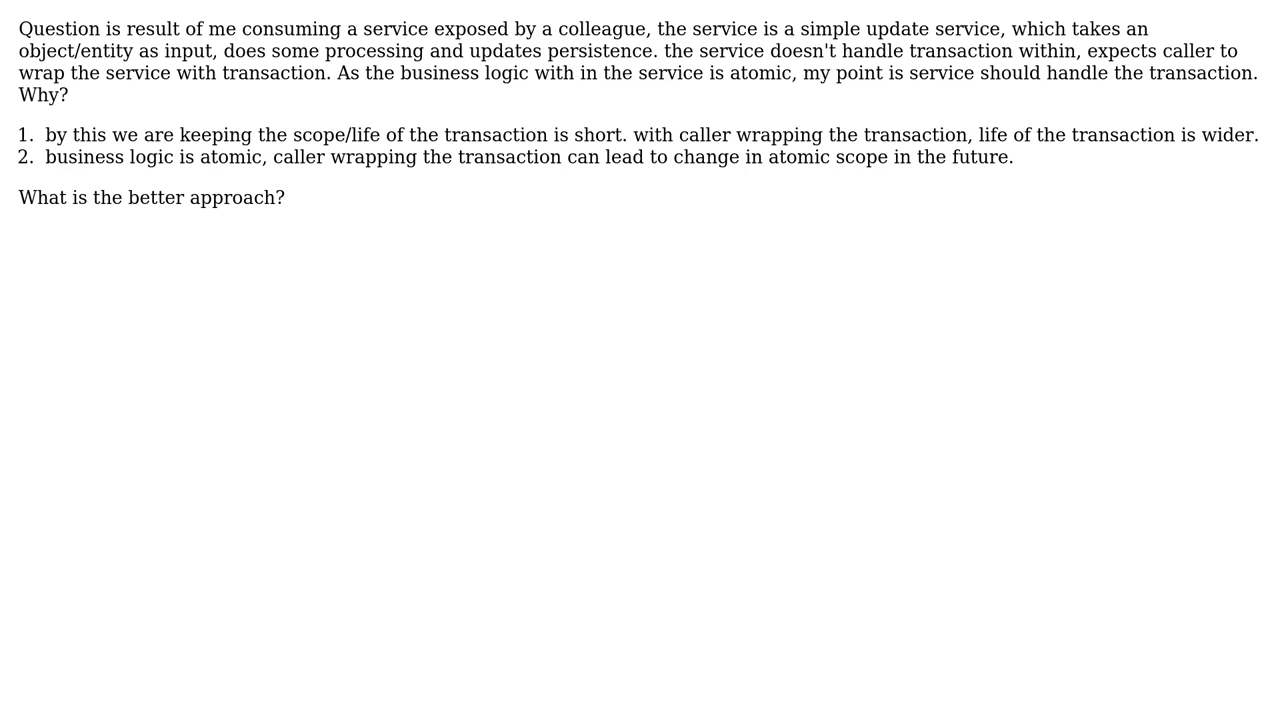 Question is result of me consuming a service exposed by a colleague, the service is a simple update service, which takes an
object/entity as input, does some processing and updates persistence. the service doesn't handle transaction within, expects caller to
wrap the service with transaction. As the business logic with in the service is atomic, my point is service should handle the transaction.
Why?
1. by this we are keeping the scope/life of the transaction is short. with caller wrapping the transaction, life of the transaction is wider.
2. business logic is atomic, caller wrapping the transaction can lead to change in atomic scope in the future.
What is the better approach?